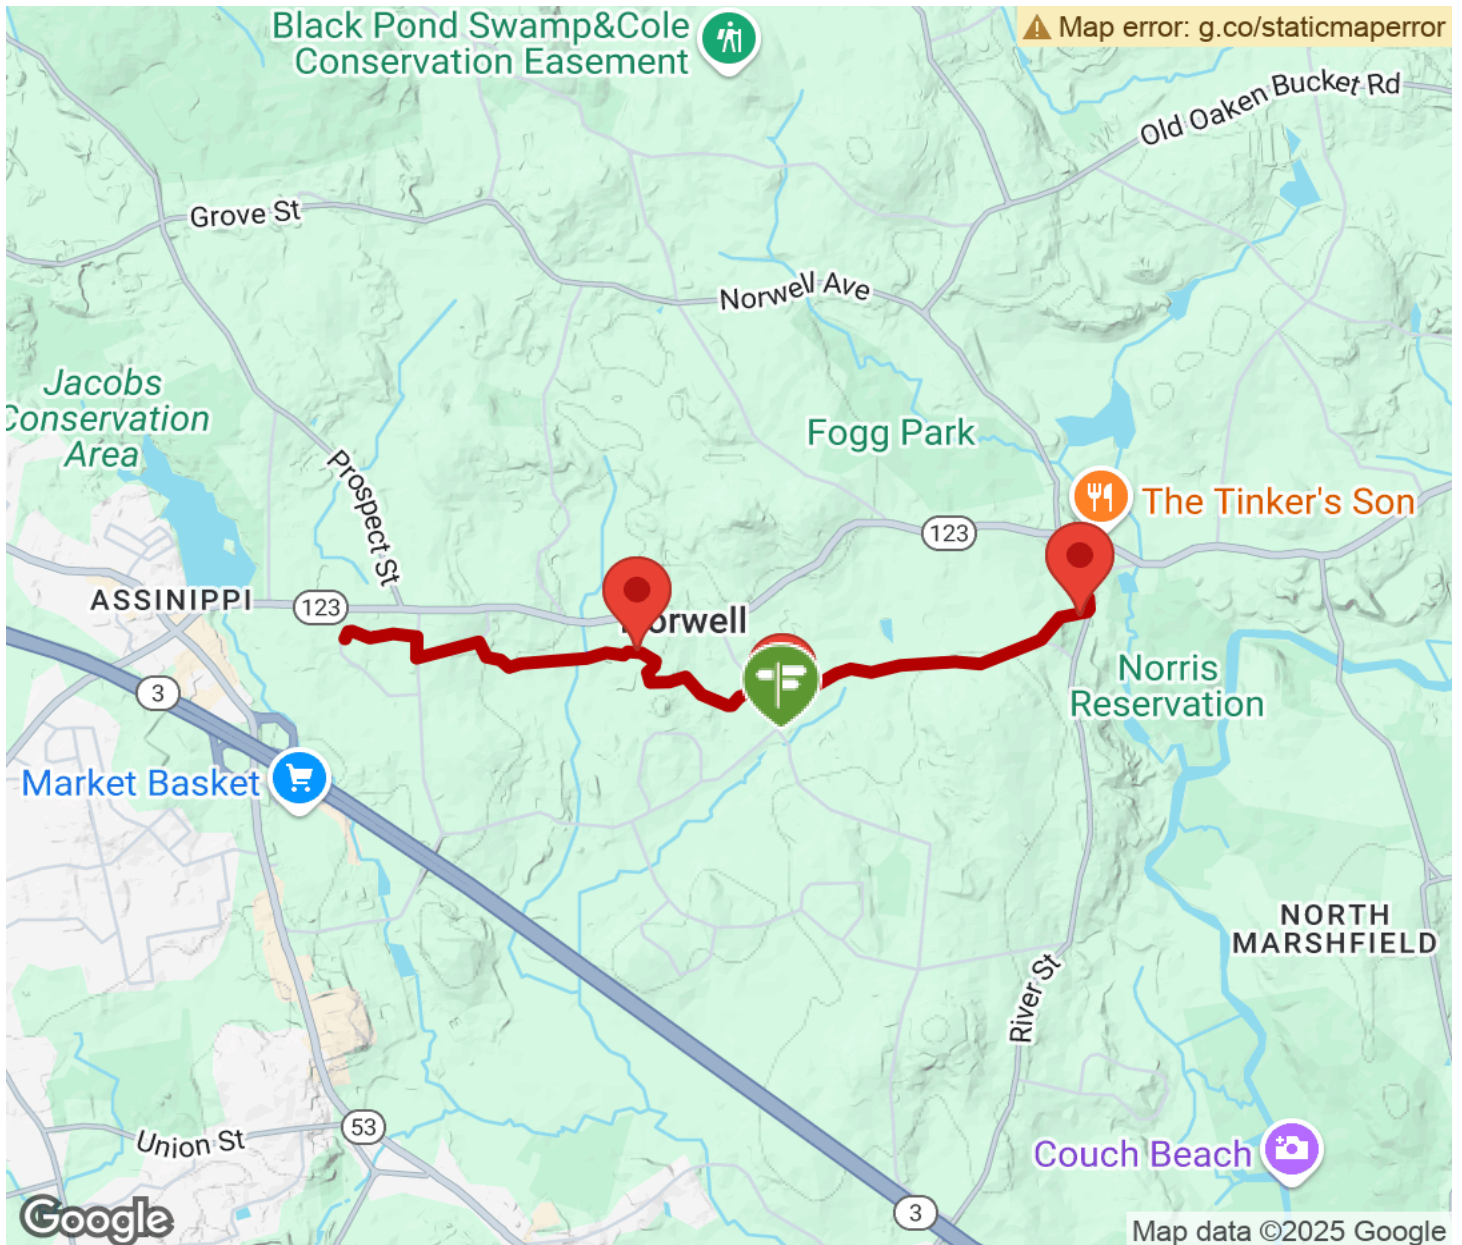 Black Pond Swamp&Cole
Conservation Easement
Map error: g.co/staticmaperror
Old Oaken Bucket Rd
Grove St
Norwell Ave
Jacobs
Conservation
Area
Prospect St
Fogg Park
The Tinker's Son
123
ASSINIPPI
123
Norwell
Norris
Reservation
3
Market Basket
NORTH
MARSHFIELD
River St
53
Union St
Couch Beach
3
Google
Map data ©2025 Google